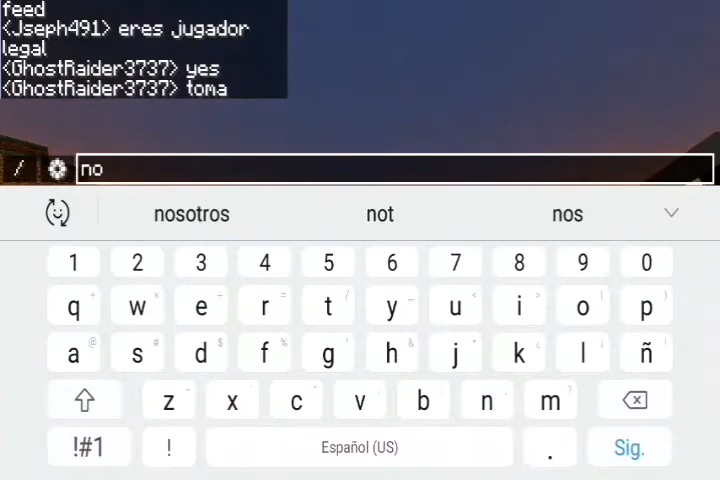 feed
<Jseph491> eres jugador
legal
<GhostRaider3737> yes
<GhostRaider3737> toma
/ no
nosotros not nos
1 2 3 4 5 6 7 8 9 0
q w e r t y u i o p
a s d f g h j k l ñ
z x c v b n m
!#1 ! Español (US) . Sig.